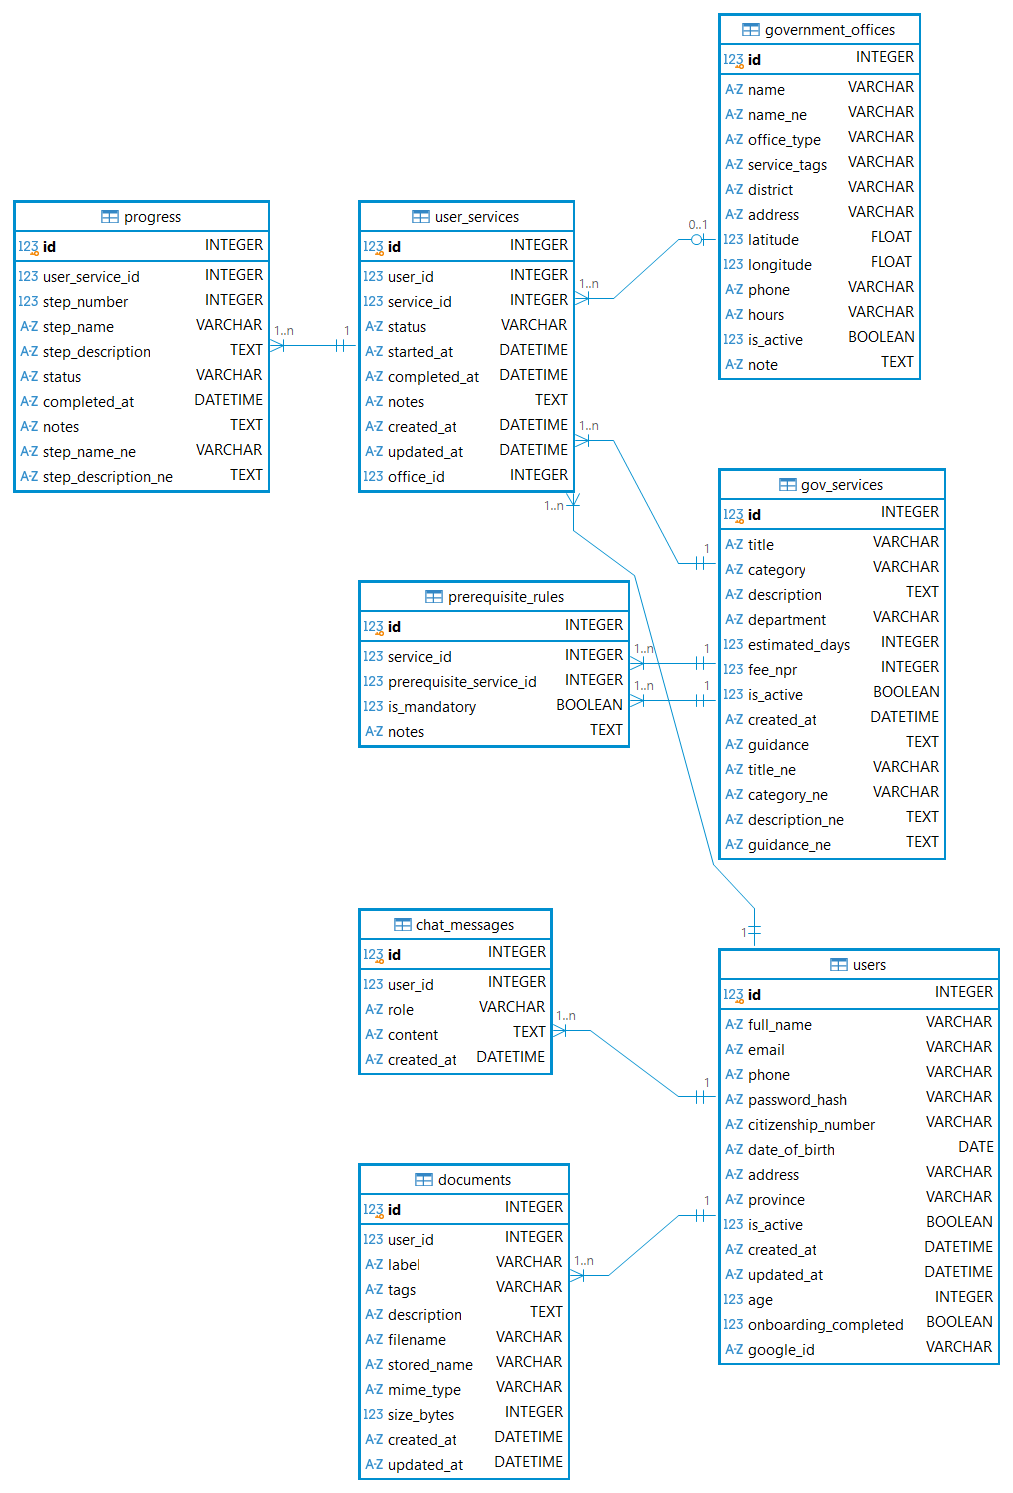 government_offices
id INTEGER
name VARCHAR
name_ne VARCHAR
office_type VARCHAR
service_tags VARCHAR
district VARCHAR
address VARCHAR
latitude FLOAT
longitude FLOAT
phone VARCHAR
hours VARCHAR
is_active BOOLEAN
note TEXT
progress
123 id INTEGER
123 user_service_id INTEGER
123 step_number INTEGER
A-Z step_name VARCHAR
A-Z step_description TEXT
A-Z status VARCHAR
A-Z completed_at DATETIME
A-Z notes TEXT
A-Z step_name_ne VARCHAR
A-Z step_description_ne TEXT
1..n
1
user_services
123 id INTEGER
123 user_id INTEGER
123 service_id INTEGER
A-Z status VARCHAR
A-Z started_at DATETIME
A-Z completed_at DATETIME
A-Z notes TEXT
A-Z created_at DATETIME
A-Z updated_at DATETIME
123 office_id INTEGER
1..n
0..1
1..n
1
1..n
gov_services
123 id INTEGER
A-Z title VARCHAR
A-Z category VARCHAR
A-Z description TEXT
A-Z department VARCHAR
123 estimated_days INTEGER
123 fee_npr INTEGER
123 is_active BOOLEAN
A-Z created_at DATETIME
A-Z guidance TEXT
A-Z title_ne VARCHAR
A-Z category_ne VARCHAR
A-Z description_ne TEXT
A-Z guidance_ne TEXT
prerequisite_rules
123 id INTEGER
123 service_id INTEGER
123 prerequisite_service_id INTEGER
123 is_mandatory BOOLEAN
A-Z notes TEXT
1..n
1
1..n
1
chat_messages
123 id INTEGER
123 user_id INTEGER
A-Z role VARCHAR
A-Z content TEXT
A-Z created_at DATETIME
1..n
1
1
users
123 id INTEGER
A-Z full_name VARCHAR
A-Z email VARCHAR
A-Z phone VARCHAR
A-Z password_hash VARCHAR
A-Z citizenship_number VARCHAR
A-Z date_of_birth DATE
A-Z address VARCHAR
A-Z province VARCHAR
123 is_active BOOLEAN
A-Z created_at DATETIME
A-Z updated_at DATETIME
123 age INTEGER
123 onboarding_completed BOOLEAN
A-Z google_id VARCHAR
documents
123 id INTEGER
123 user_id INTEGER
A-Z label VARCHAR
A-Z tags VARCHAR
A-Z description TEXT
A-Z filename VARCHAR
A-Z stored_name VARCHAR
A-Z mime_type VARCHAR
123 size_bytes INTEGER
A-Z created_at DATETIME
A-Z updated_at DATETIME
1..n
1